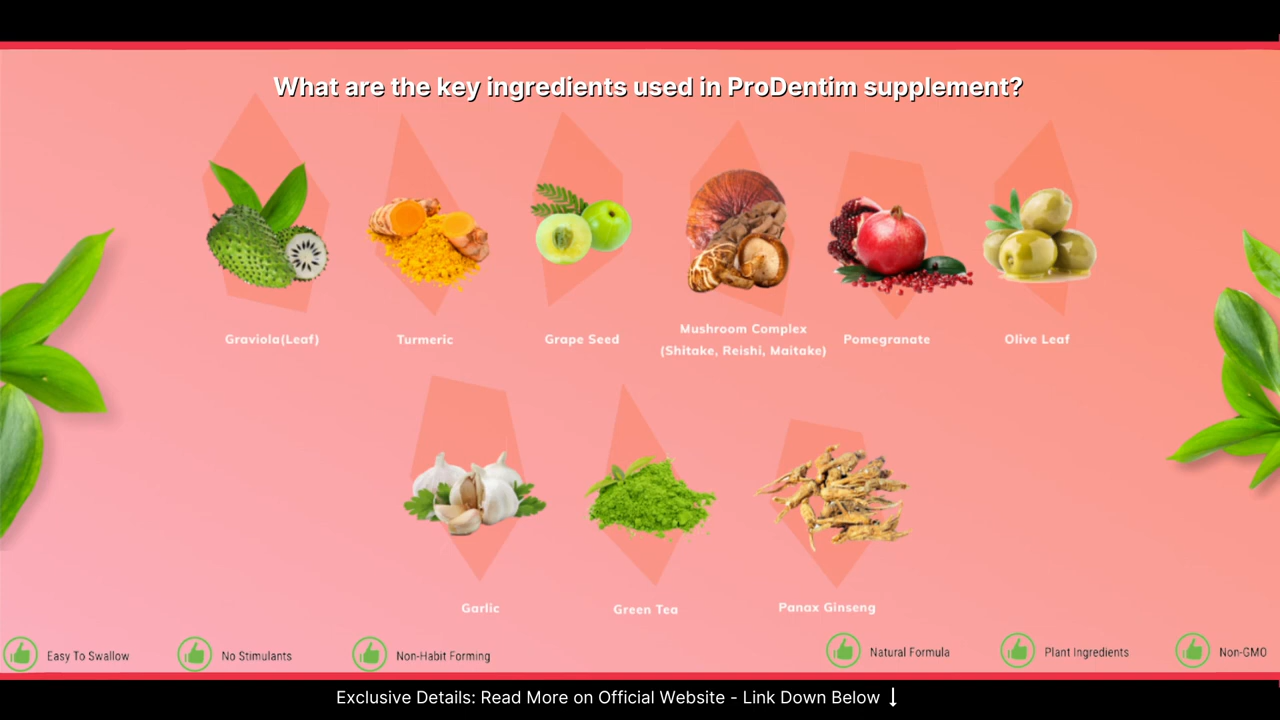 What are the key ingredients used in ProDentim supplement?
Graviola(Leaf)
Turmeric
Grape Seed
Mushroom Complex
(Shitake, Reishi, Maitake)
Pomegranate
Olive Leaf
Garlic
Green Tea
Panax Ginseng
Easy To Swallow
No Stimulants
Non-Habit Forming
Natural Formula
Plant Ingredients
Non-GMO
Exclusive Details: Read More on Official Website - Link Down Below ↓